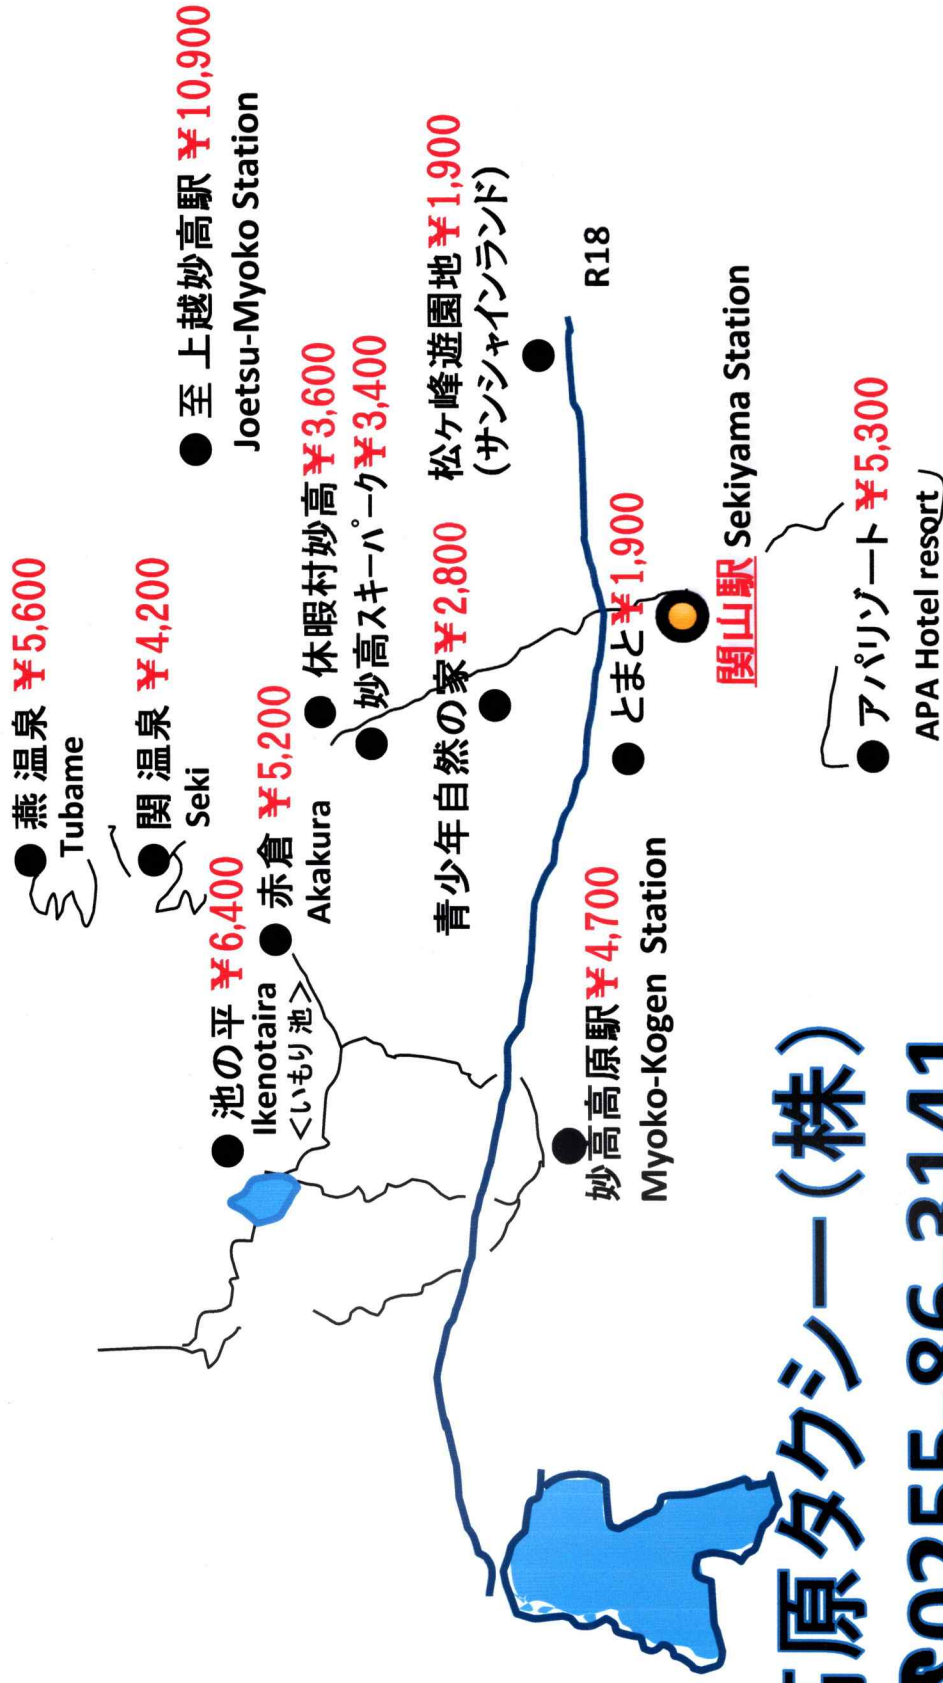 燕温泉 ¥5,600
Tubame
関温泉 ¥4,200
Seki
至 上越妙高駅 ¥10,900
Joetsu-Myoko Station
池の平 ¥6,400
Ikenotaira
<いもり池>
赤倉 ¥5,200
Akakura
休暇村妙高¥3,600
妙高スキーパーク¥3,400
青少年自然の家¥2,800
松ヶ峰遊園地¥1,900
(サンシャインランド)
R18
妙高高原駅¥4,700
Myoko-Kogen Station
とまと¥1,900
関山駅 Sekiyama Station
アパリゾート ¥5,300
APA Hotel resort
原タクシー(株)
0255-86-3141